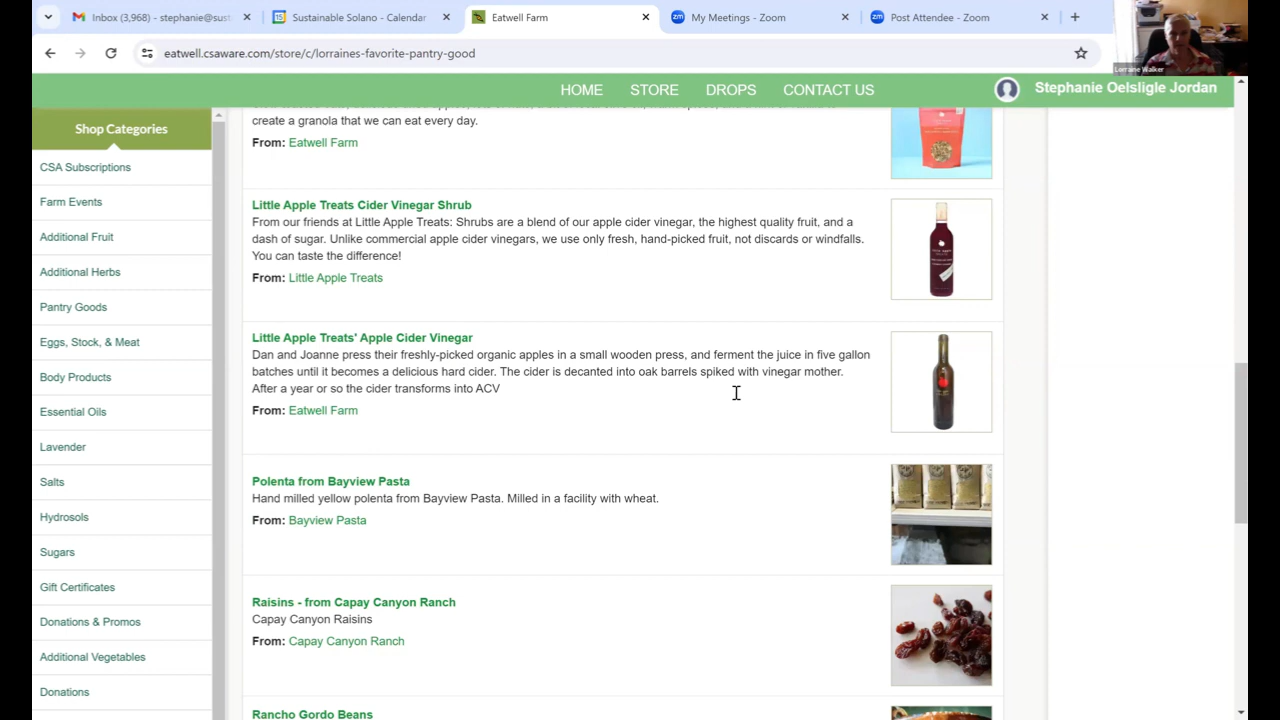 Inbox (3,968) - stephanie@sust
Sustainable Solano - Calendar
Eatwell Farm
My Meetings - Zoom
Post Attendee - Zoom
eatwell.csaware.com/store/c/lorraines-favorite-pantry-good
Lorraine Walker
HOME STORE DROPS CONTACT US
Stephanie Oelsligle Jordan
Shop Categories
CSA Subscriptions
Farm Events
Additional Fruit
Additional Herbs
Pantry Goods
Eggs, Stock, & Meat
Body Products
Essential Oils
Lavender
Salts
Hydrosols
Sugars
Gift Certificates
Donations & Promos
Additional Vegetables
Donations
create a granola that we can eat every day.
From: Eatwell Farm
Little Apple Treats Cider Vinegar Shrub
From our friends at Little Apple Treats: Shrubs are a blend of our apple cider vinegar, the highest quality fruit, and a
dash of sugar. Unlike commercial apple cider vinegars, we use only fresh, hand-picked fruit, not discards or windfalls.
You can taste the difference!
From: Little Apple Treats
Little Apple Treats' Apple Cider Vinegar
Dan and Joanne press their freshly-picked organic apples in a small wooden press, and ferment the juice in five gallon
batches until it becomes a delicious hard cider. The cider is decanted into oak barrels spiked with vinegar mother.
After a year or so the cider transforms into ACV
From: Eatwell Farm
Polenta from Bayview Pasta
Hand milled yellow polenta from Bayview Pasta. Milled in a facility with wheat.
From: Bayview Pasta
Raisins - from Capay Canyon Ranch
Capay Canyon Raisins
From: Capay Canyon Ranch
Rancho Gordo Beans